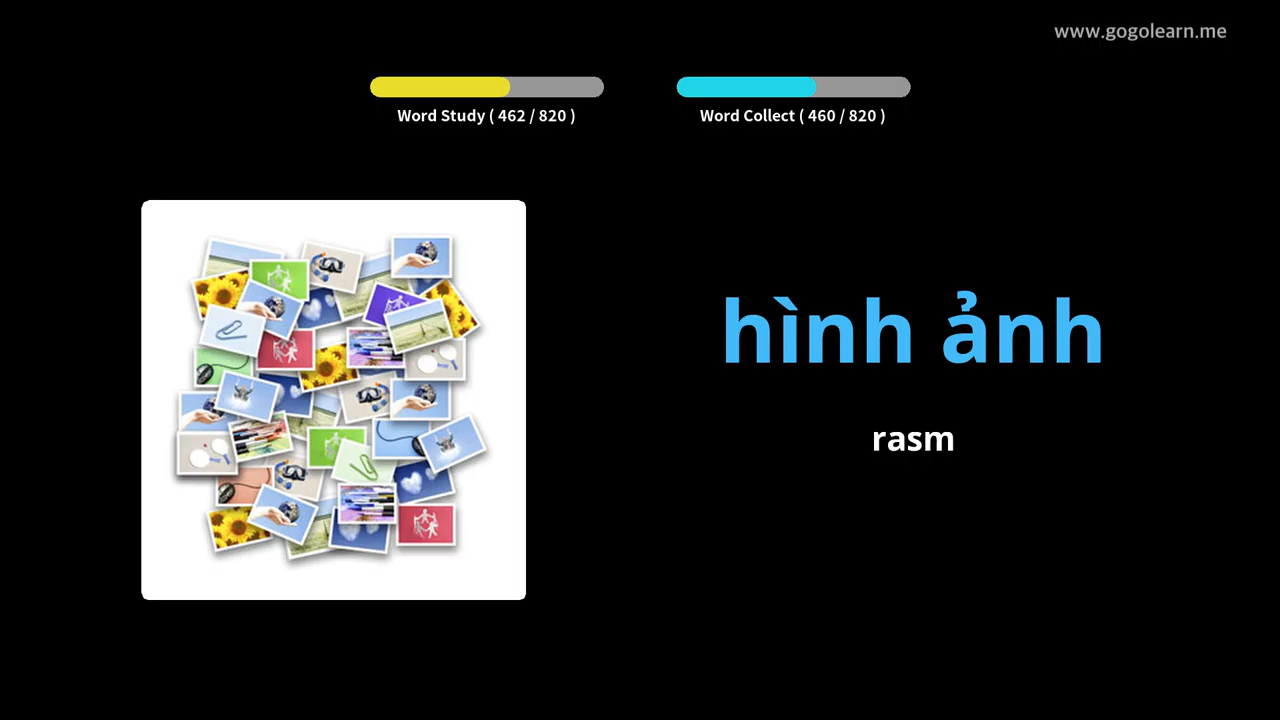 www.gogolearn.me
Word Study ( 462 / 820 )
Word Collect ( 460 / 820 )
hình ảnh
rasm